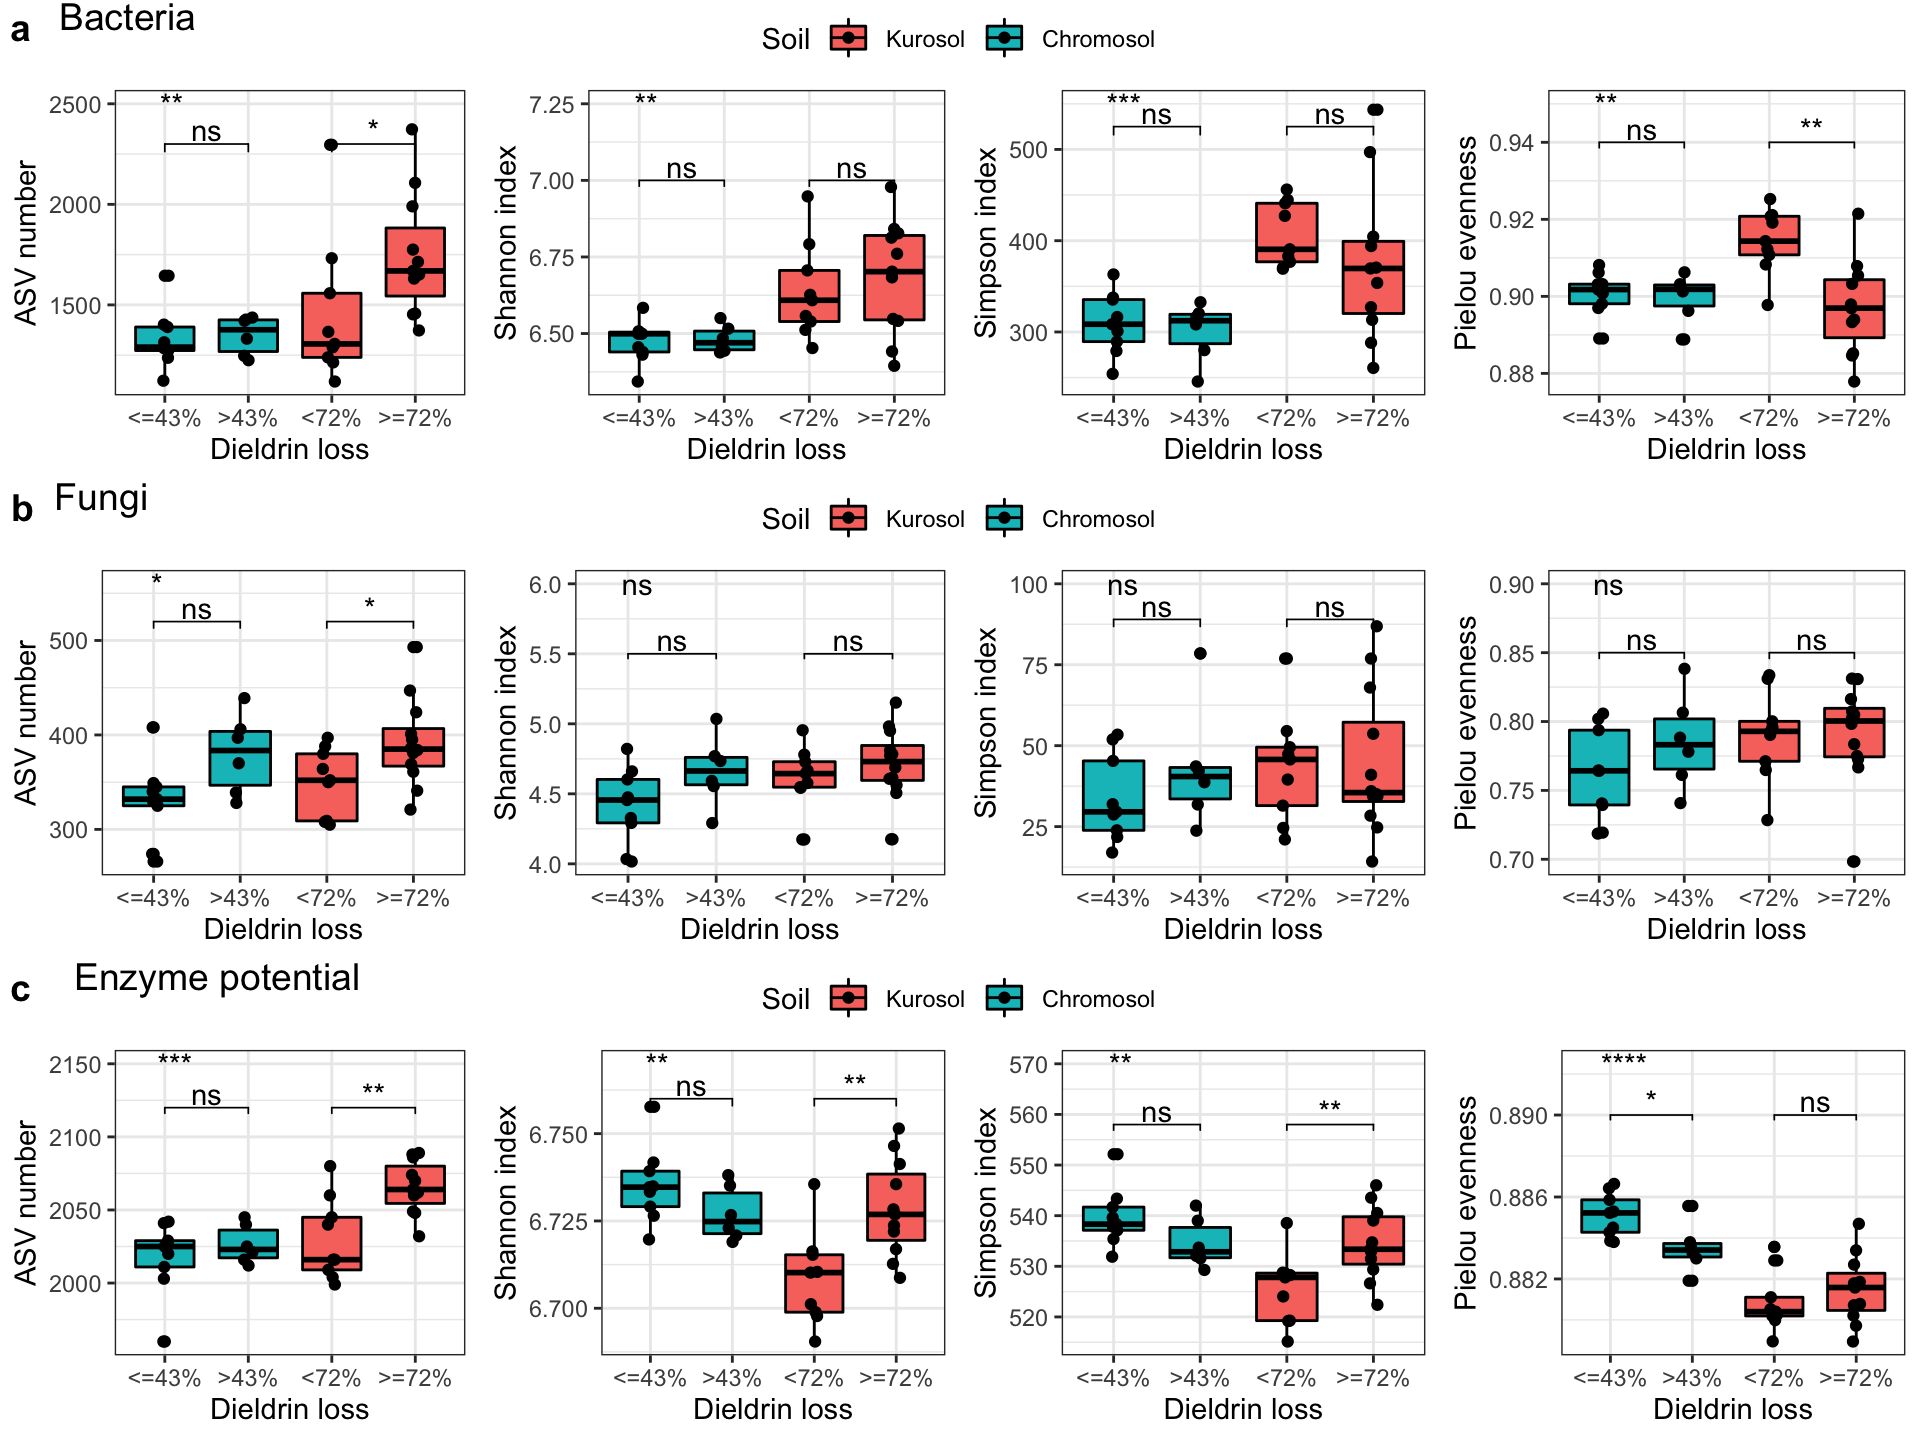 a Bacteria
Soil Kurosol Chromosol
ASV number
2500
2000
1500
**
ns
*
<=43% >43% <72% >=72%
Dieldrin loss
Shannon index
7.25
7.00
6.75
6.50
**
ns
ns
<=43% >43% <72% >=72%
Dieldrin loss
Simpson index
500
400
300
***
ns
ns
<=43% >43% <72% >=72%
Dieldrin loss
Pielou evenness
0.94
0.92
0.90
0.88
**
ns
**
<=43% >43% <72% >=72%
Dieldrin loss
b Fungi
Soil Kurosol Chromosol
ASV number
500
400
300
*
ns
*
<=43% >43% <72% >=72%
Dieldrin loss
Shannon index
6.0
5.5
5.0
4.5
4.0
ns
ns
ns
<=43% >43% <72% >=72%
Dieldrin loss
Simpson index
100
75
50
25
ns
ns
ns
<=43% >43% <72% >=72%
Dieldrin loss
Pielou evenness
0.90
0.85
0.80
0.75
0.70
ns
ns
ns
<=43% >43% <72% >=72%
Dieldrin loss
c Enzyme potential
Soil Kurosol Chromosol
ASV number
2150
2100
2050
2000
***
ns
**
<=43% >43% <72% >=72%
Dieldrin loss
Shannon index
6.750
6.725
6.700
**
ns
**
<=43% >43% <72% >=72%
Dieldrin loss
Simpson index
570
560
550
540
530
520
**
ns
**
<=43% >43% <72% >=72%
Dieldrin loss
Pielou evenness
0.890
0.886
0.882
****
*
ns
<=43% >43% <72% >=72%
Dieldrin loss